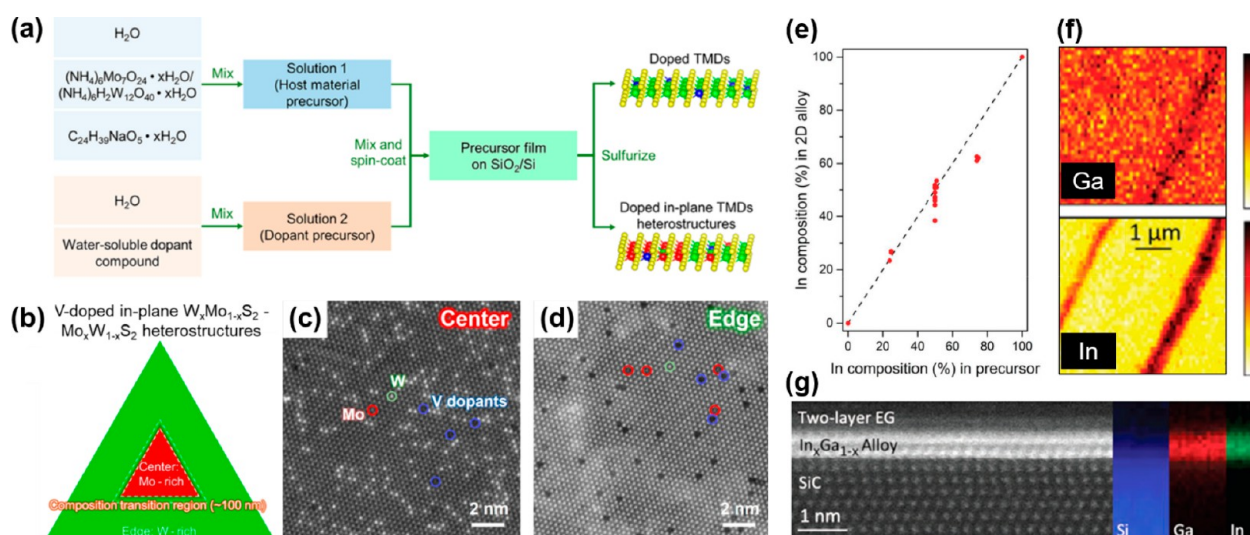 (a)
H₂O
(NH₄)₆Mo₇O₂₄ • xH₂O/
(NH₄)₆H₂W₁₂O₄₀ • xH₂O
C₂₄H₃₉NaO₅ • xH₂O
Mix
Solution 1
(Host material
precursor)
H₂O
Water-soluble dopant
compound
Mix
Solution 2
(Dopant precursor)
Mix and
spin-coat
Precursor film
on SiO₂/Si
Sulfurize
Doped TMDs
Doped in-plane TMDs
heterostructures
(b)
V-doped in-plane WₓMo₁₋ₓS₂ -
MoₓW₁₋ₓS₂ heterostructures
Center:
Mo - rich
Composition transition region (~100 nm)
Edge: W - rich
(c)
Center
W
Mo
V dopants
2 nm
(d)
Edge
2 nm
(e)
In composition (%) in 2D alloy
100
80
60
40
20
0
0
20
40
60
80
100
In composition (%) in precursor
(f)
Ga
1 μm
In
(g)
Two-layer EG
InₓGa₁₋ₓ Alloy
SiC
1 nm
Si
Ga
In